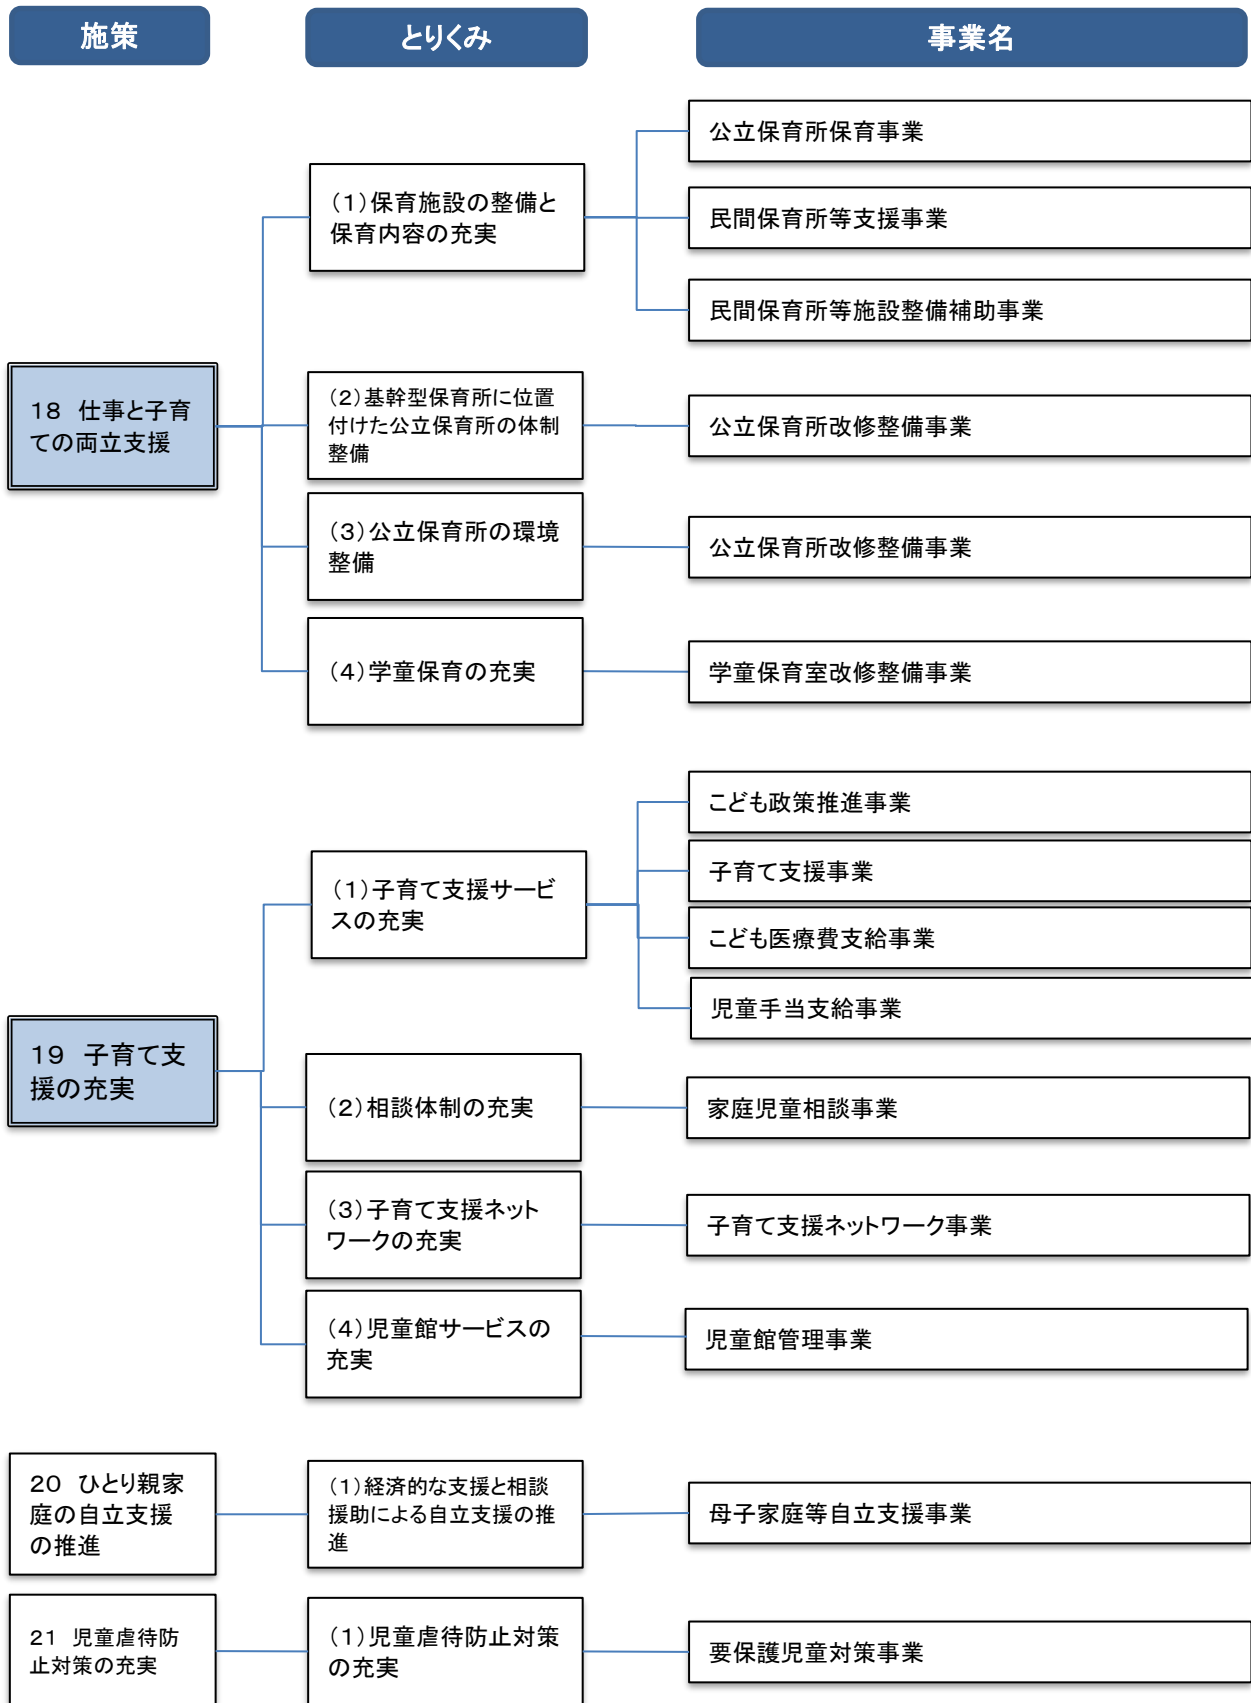 施策
とりくみ
事業名
18 仕事と子育
ての両立支援
(1)保育施設の整備と
保育内容の充実
公立保育所保育事業
民間保育所等支援事業
民間保育所等施設整備補助事業
(2)基幹型保育所に位置
付けた公立保育所の体制
整備
公立保育所改修整備事業
(3)公立保育所の環境
整備
公立保育所改修整備事業
(4)学童保育の充実
学童保育室改修整備事業
19 子育て支
援の充実
(1)子育て支援サービ
スの充実
こども政策推進事業
子育て支援事業
こども医療費支給事業
児童手当支給事業
(2)相談体制の充実
家庭児童相談事業
(3)子育て支援ネット
ワークの充実
子育て支援ネットワーク事業
(4)児童館サービスの
充実
児童館管理事業
20 ひとり親家
庭の自立支援
の推進
(1)経済的な支援と相談
援助による自立支援の推
進
母子家庭等自立支援事業
21 児童虐待防
止対策の充実
(1)児童虐待防止対策
の充実
要保護児童対策事業